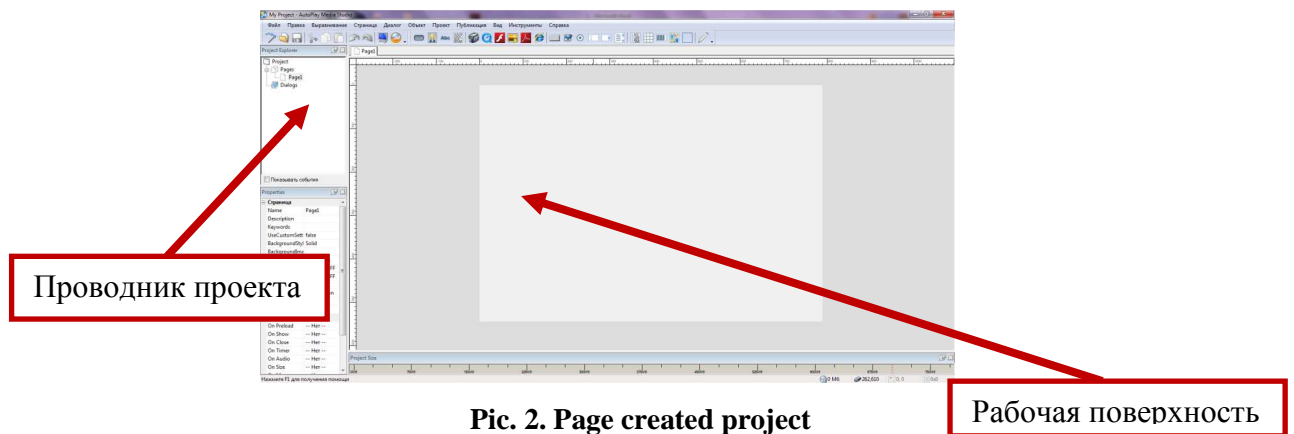 My Project - AutoPlay Media Studio
Файл Правка Выравнивание Страница Диалог Объект Проект Публикация Вид Инструменты Справка
Project Explorer
Page1
Project
Pages
Page1
Dialogs
Показывать события
Properties
Страница
Name Page1
Description
Keywords
UseCustomSett false
BackgroundStyl Solid
Проводник проекта
On Preload -- Нет --
On Show -- Нет --
On Close -- Нет --
On Timer -- Нет --
On Audio -- Нет --
On Size -- Нет --
Project Size
Нажмите F1 для получения помощи
Рабочая поверхность
Pic. 2. Page created project